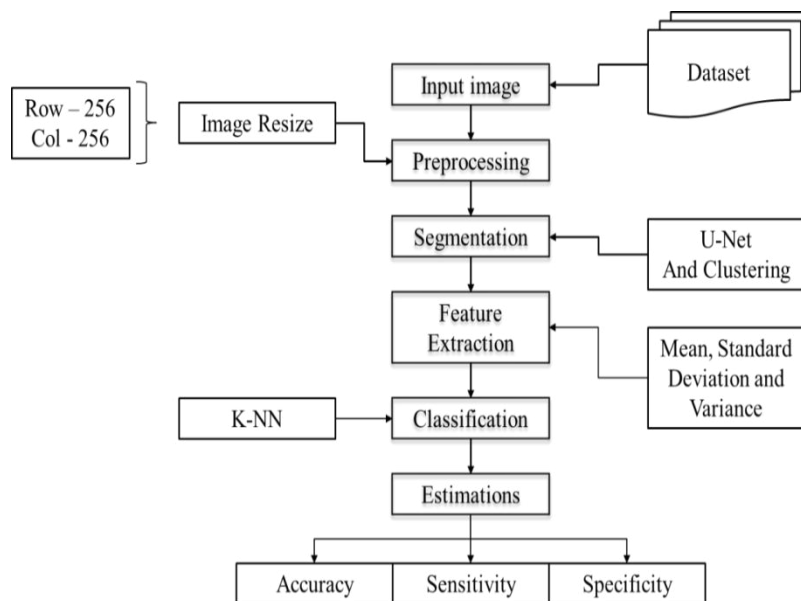 Dataset
Input image
Row – 256
Col - 256
Image Resize
Preprocessing
Segmentation
U-Net
And Clustering
Feature
Extraction
Mean, Standard
Deviation and
Variance
K-NN
Classification
Estimations
Accuracy
Sensitivity
Specificity